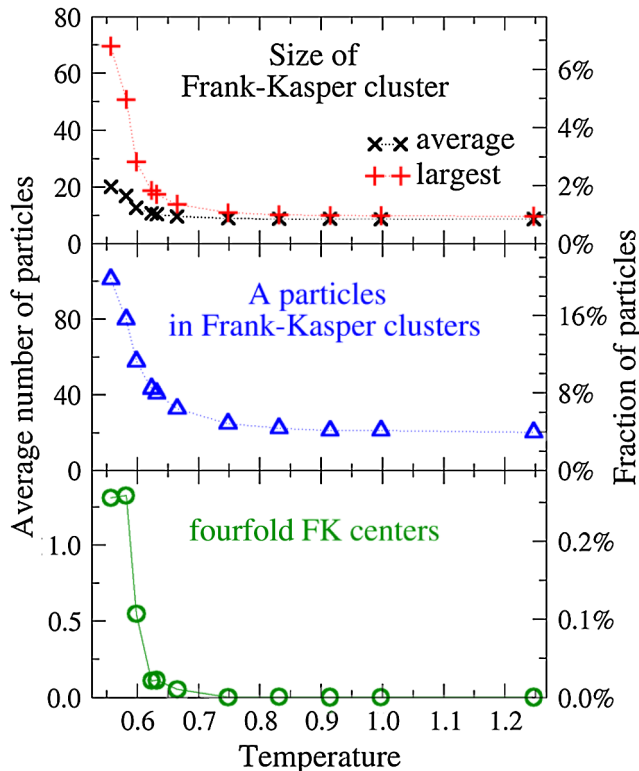 80
60
40
20
0
Size of
Frank-Kasper cluster
average
largest
6%
4%
2%
0%
Average number of particles
80
40
0
A particles
in Frank-Kasper clusters
16%
8%
0%
Fraction of particles
1.0
0.5
0.0
fourfold FK centers
0.2%
0.1%
0.0%
0.6 0.7 0.8 0.9 1.0 1.1 1.2
Temperature